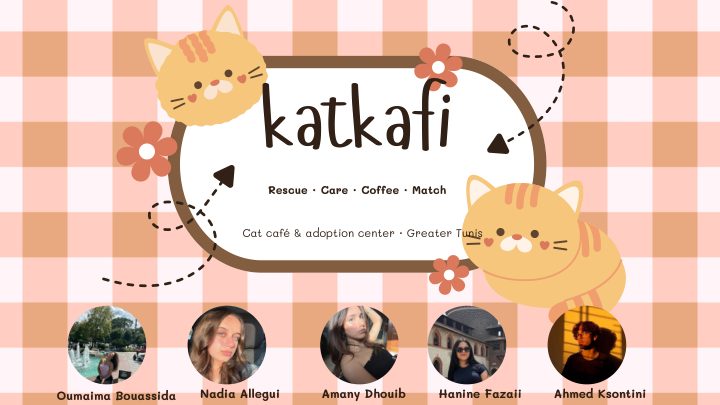 katkafi
Rescue · Care · Coffee · Match
Cat café & adoption center · Greater Tunis
Oumaima Bouassida
Nadia Allegui
Amany Dhouib
Hanine Fazaii
Ahmed Ksontini